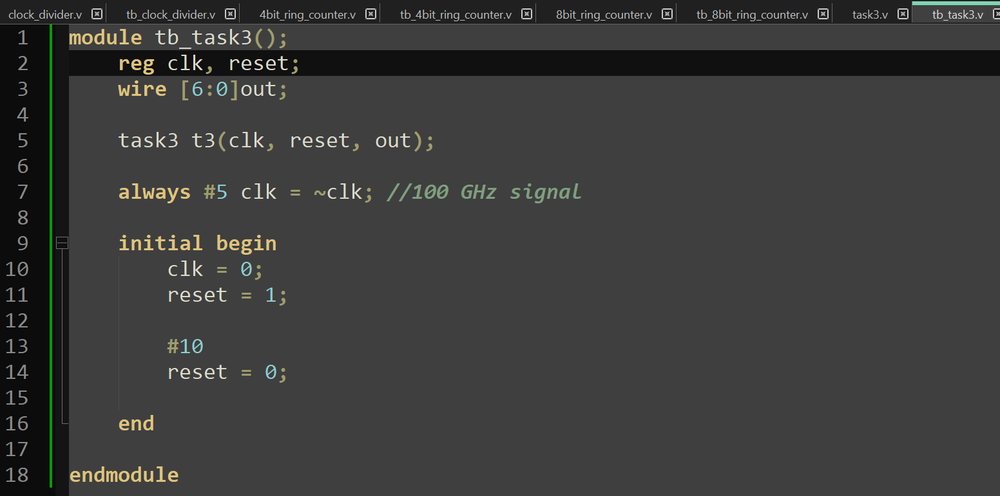 clock_divider.v tb_clock_divider.v 4bit_ring_counter.v tb_4bit_ring_counter.v 8bit_ring_counter.v tb_8bit_ring_counter.v task3.v tb_task3.v
1 module tb_task3();
2 reg clk, reset;
3 wire [6:0]out;
4
5 task3 t3(clk, reset, out);
6
7 always #5 clk = ~clk; //100 GHz signal
8
9 initial begin
10 clk = 0;
11 reset = 1;
12
13 #10
14 reset = 0;
15
16 end
17
18 endmodule